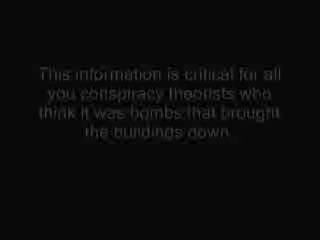 This information is critical for all
you conspiracy theorists who
think it was bombs that brought
the buildings down.